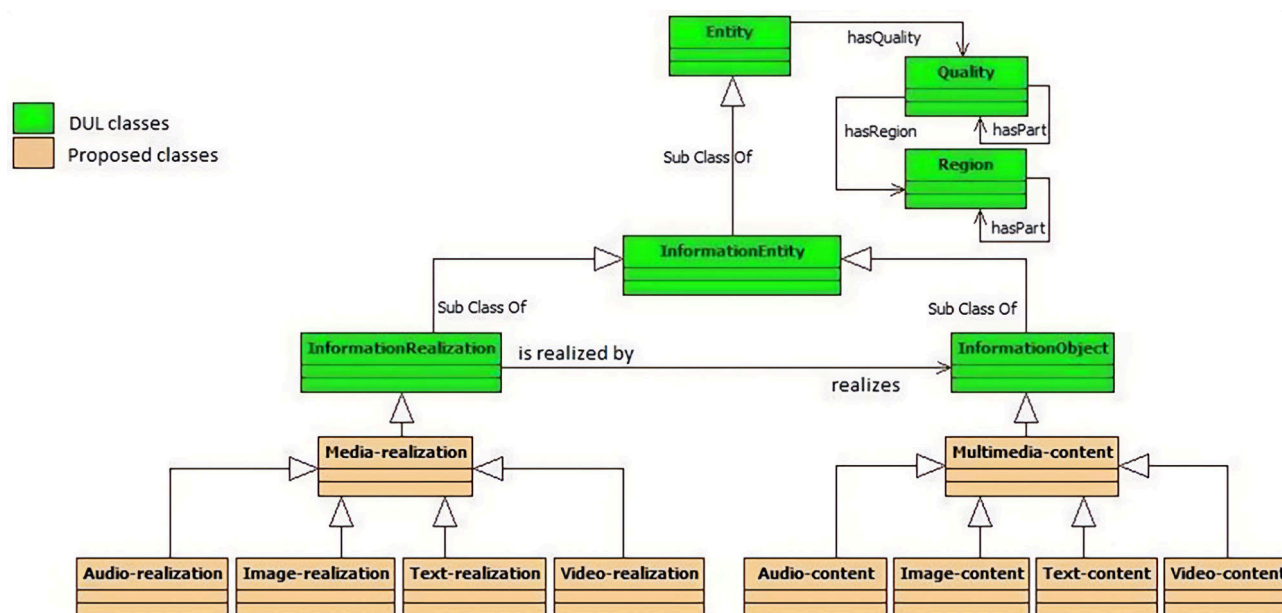 Entity
hasQuality
Quality
DUL classes
hasRegion
hasPart
Proposed classes
Sub Class Of
Region
hasPart
InformationEntity
Sub Class Of
Sub Class Of
InformationRealization
is realized by
InformationObject
realizes
Media-realization
Multimedia-content
Audio-realization
Image-realization
Text-realization
Video-realization
Audio-content
Image-content
Text-content
Video-content